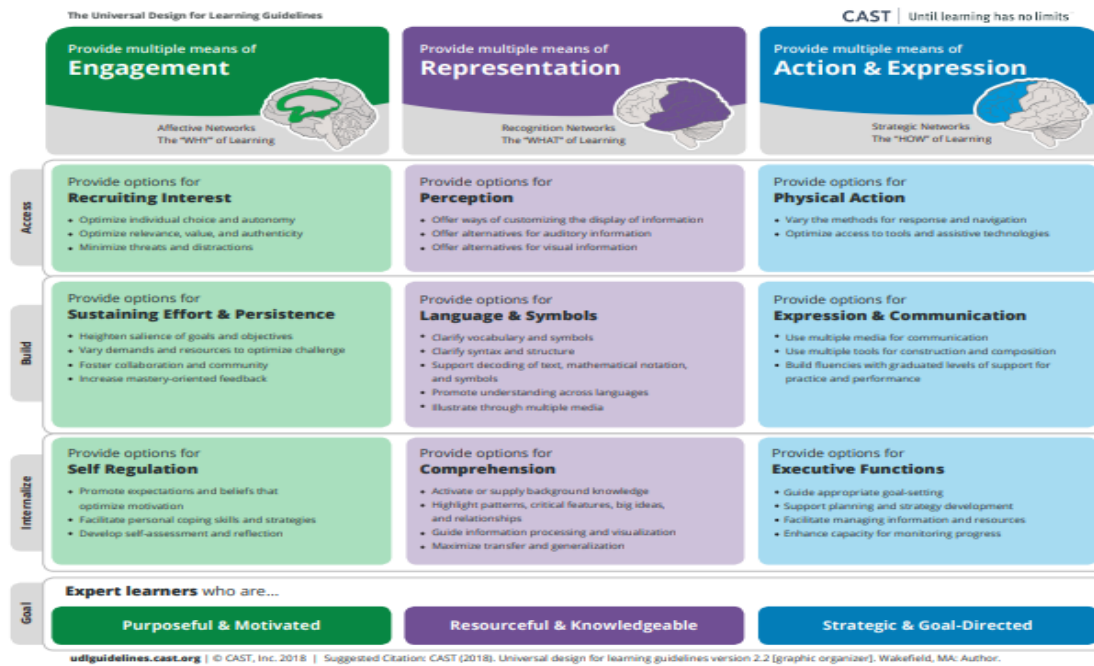 The Universal Design for Learning Guidelines
CAST | Until learning has no limits
Provide multiple means of
Engagement
Affective Networks
The "WHY" of Learning
Provide multiple means of
Representation
Recognition Networks
The "WHAT" of Learning
Provide multiple means of
Action & Expression
Strategic Networks
The "HOW" of Learning
Access
Provide options for
Recruiting Interest
• Optimize individual choice and autonomy
• Optimize relevance, value, and authenticity
• Minimize threats and distractions
Provide options for
Perception
• Offer ways of customizing the display of information
• Offer alternatives for auditory information
• Offer alternatives for visual information
Provide options for
Physical Action
• Vary the methods for response and navigation
• Optimize access to tools and assistive technologies
Build
Provide options for
Sustaining Effort & Persistence
• Heighten salience of goals and objectives
• Vary demands and resources to optimize challenge
• Foster collaboration and community
• Increase mastery-oriented feedback
Provide options for
Language & Symbols
• Clarify vocabulary and symbols
• Clarify syntax and structure
• Support decoding of text, mathematical notation,
and symbols
• Promote understanding across languages
• Illustrate through multiple media
Provide options for
Expression & Communication
• Use multiple media for communication
• Use multiple tools for construction and composition
• Build fluencies with graduated levels of support for
practice and performance
Internalize
Provide options for
Self Regulation
• Promote expectations and beliefs that
optimize motivation
• Facilitate personal coping skills and strategies
• Develop self-assessment and reflection
Provide options for
Comprehension
• Activate or supply background knowledge
• Highlight patterns, critical features, big ideas,
and relationships
• Guide information processing and visualization
• Maximize transfer and generalization
Provide options for
Executive Functions
• Guide appropriate goal-setting
• Support planning and strategy development
• Facilitate managing information and resources
• Enhance capacity for monitoring progress
Goal
Expert learners who are...
Purposeful & Motivated
Resourceful & Knowledgeable
Strategic & Goal-Directed
udlguidelines.cast.org | © CAST, Inc. 2018 | Suggested Citation: CAST (2018). Universal design for learning guidelines version 2.2 [graphic organizer]. Wakefield, MA: Author.